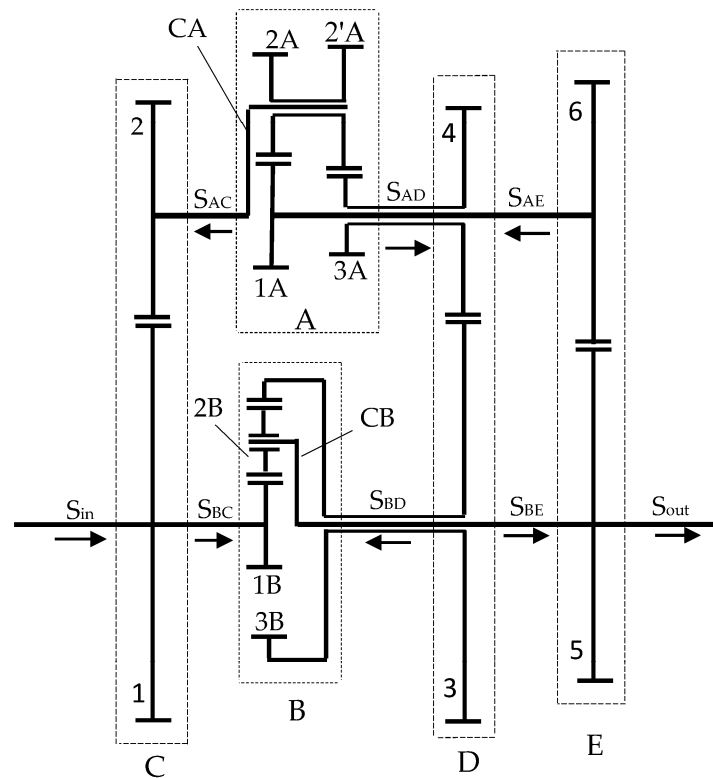 CA
2A 2'A
2 4 6
SAC SAD SAE
1A 3A
A
2B CB
Sin SBC SBD SBE Sout
1B
3B
1 3 5
B
C D E